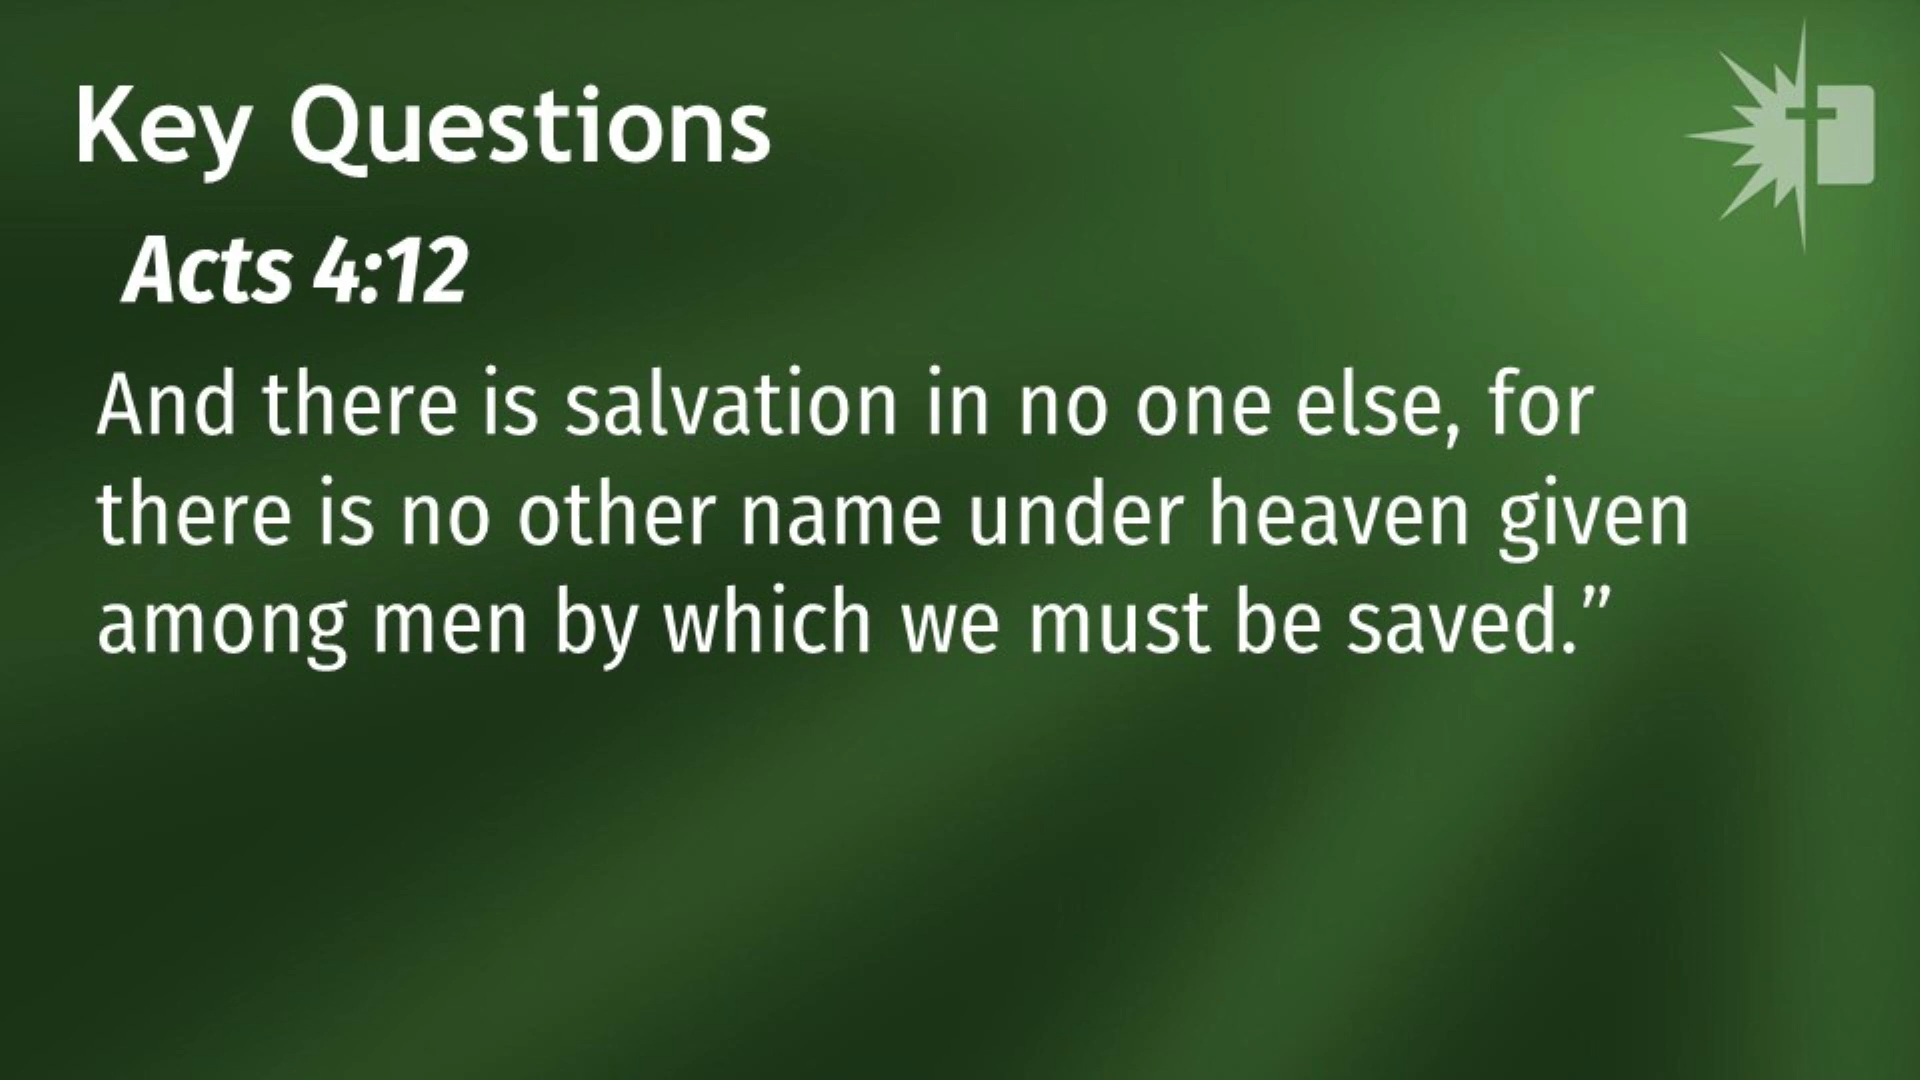 Key Questions
Acts 4:12
And there is salvation in no one else, for
there is no other name under heaven given
among men by which we must be saved.”